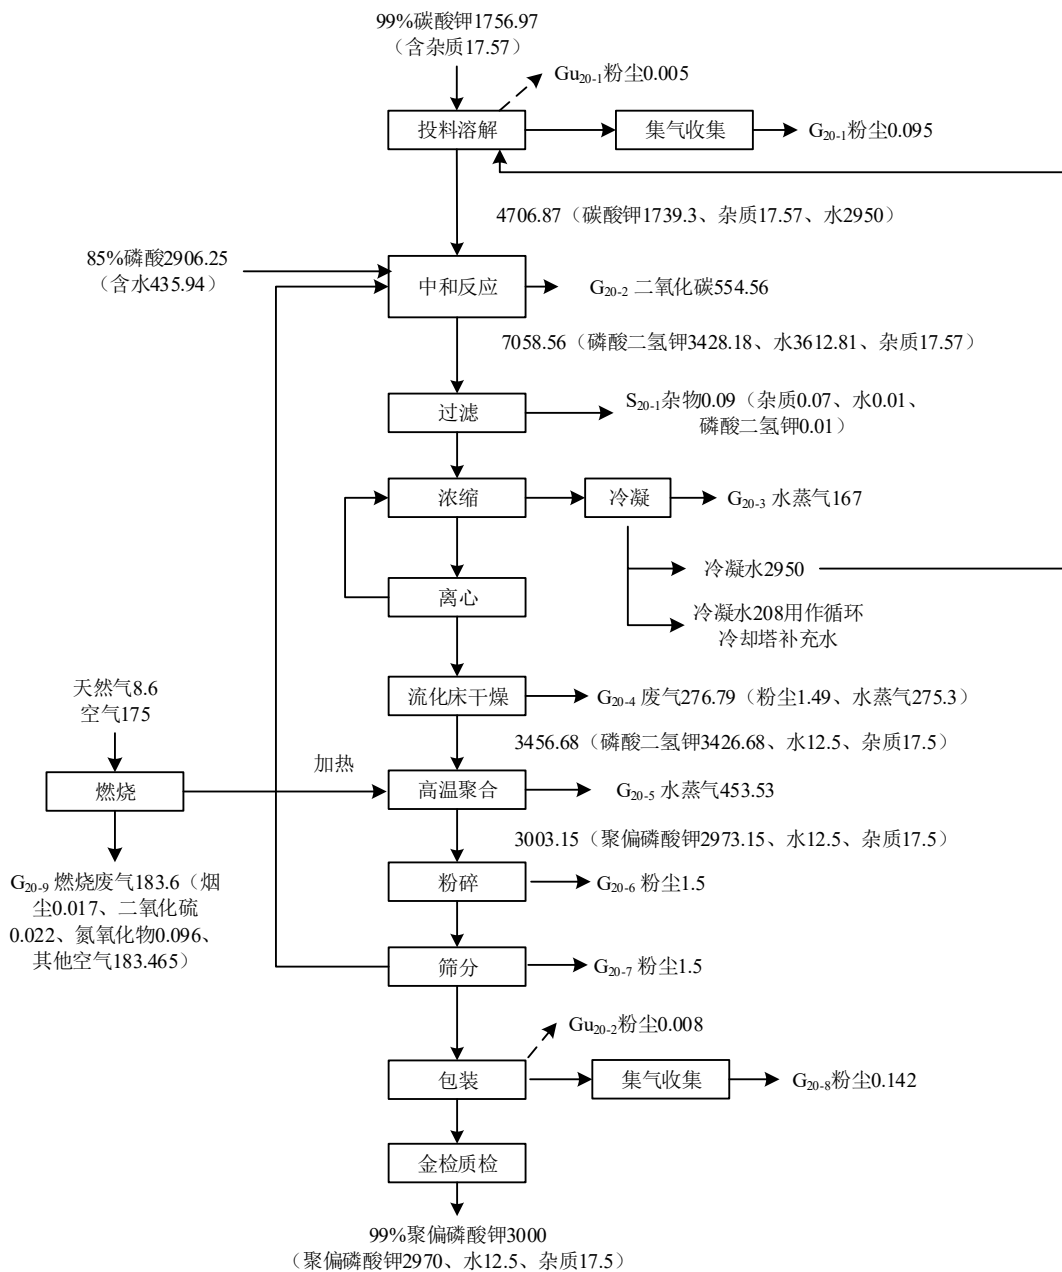 99%碳酸钾1756.97
（含杂质17.57）
Gu20-1粉尘0.005
投料溶解
集气收集
G20-1粉尘0.095
4706.87（碳酸钾1739.3、杂质17.57、水2950）
85%磷酸2906.25
（含水435.94）
中和反应
G20-2 二氧化碳554.56
7058.56（磷酸二氢钾3428.18、水3612.81、杂质17.57）
过滤
S20-1杂物0.09（杂质0.07、水0.01、
磷酸二氢钾0.01）
浓缩
冷凝
G20-3 水蒸气167
冷凝水2950
离心
冷凝水208用作循环
冷却塔补充水
天然气8.6
空气175
流化床干燥
G20-4 废气276.79（粉尘1.49、水蒸气275.3）
3456.68（磷酸二氢钾3426.68、水12.5、杂质17.5）
加热
燃烧
高温聚合
G20-5 水蒸气453.53
3003.15（聚偏磷酸钾2973.15、水12.5、杂质17.5）
G20-9 燃烧废气183.6（烟
尘0.017、二氧化硫
0.022、氮氧化物0.096、
其他空气183.465）
粉碎
G20-6 粉尘1.5
筛分
G20-7 粉尘1.5
Gu20-2粉尘0.008
包装
集气收集
G20-8粉尘0.142
金检质检
99%聚偏磷酸钾3000
（聚偏磷酸钾2970、水12.5、杂质17.5）